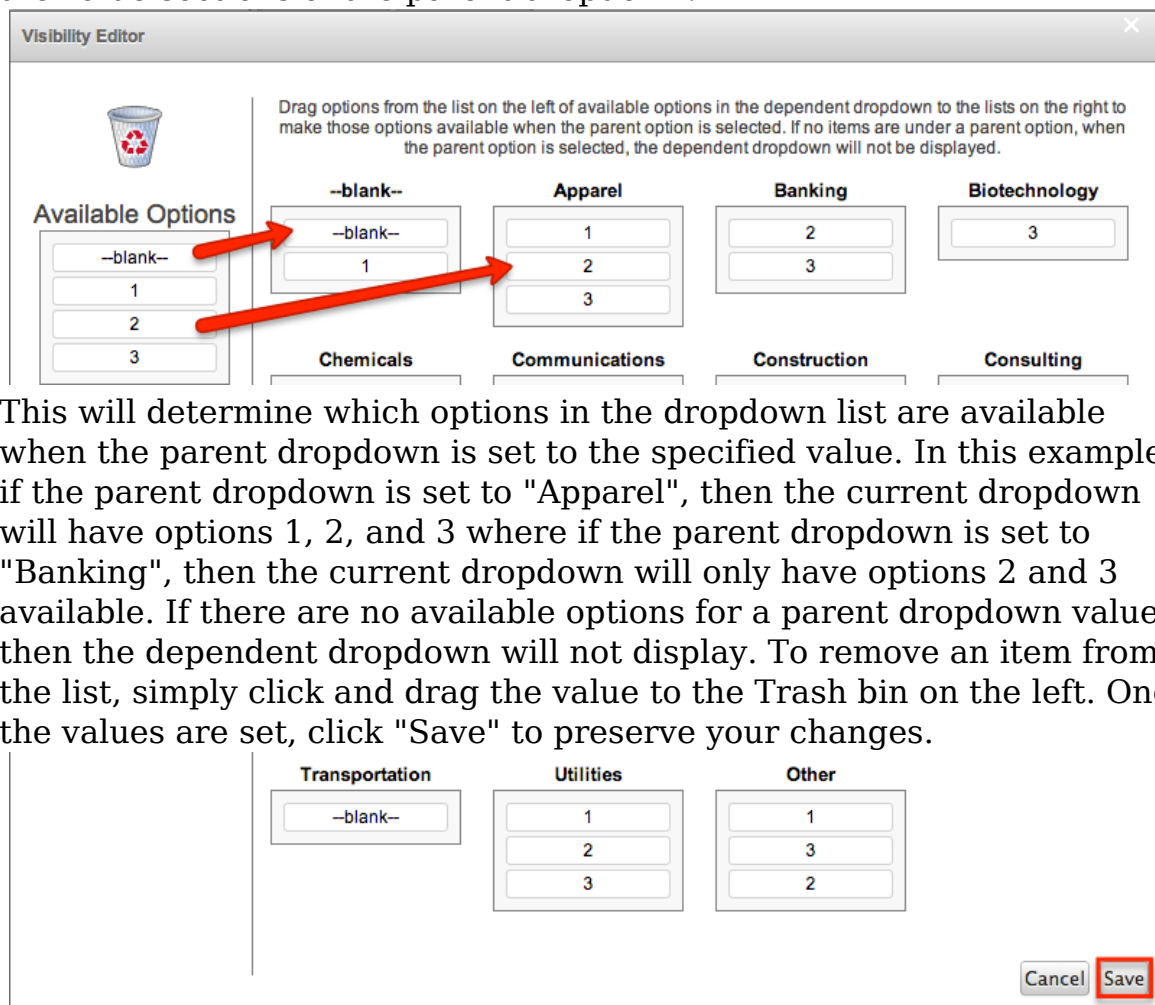 Visibility Editor
Drag options from the list on the left of available options in the dependent dropdown to the lists on the right to
make those options available when the parent option is selected. If no items are under a parent option, when
the parent option is selected, the dependent dropdown will not be displayed.
Available Options
--blank--
1
2
3
--blank--
--blank--
1
Apparel
1
2
3
Banking
2
3
Biotechnology
3
Chemicals
Communications
Construction
Consulting
This will determine which options in the dropdown list are available
when the parent dropdown is set to the specified value. In this example
if the parent dropdown is set to "Apparel", then the current dropdown
will have options 1, 2, and 3 where if the parent dropdown is set to
"Banking", then the current dropdown will only have options 2 and 3
available. If there are no available options for a parent dropdown value
then the dependent dropdown will not display. To remove an item from
the list, simply click and drag the value to the Trash bin on the left.
the values are set, click "Save" to preserve your changes.
Transportation
--blank--
Utilities
1
2
3
Other
1
3
2
Cancel
Save